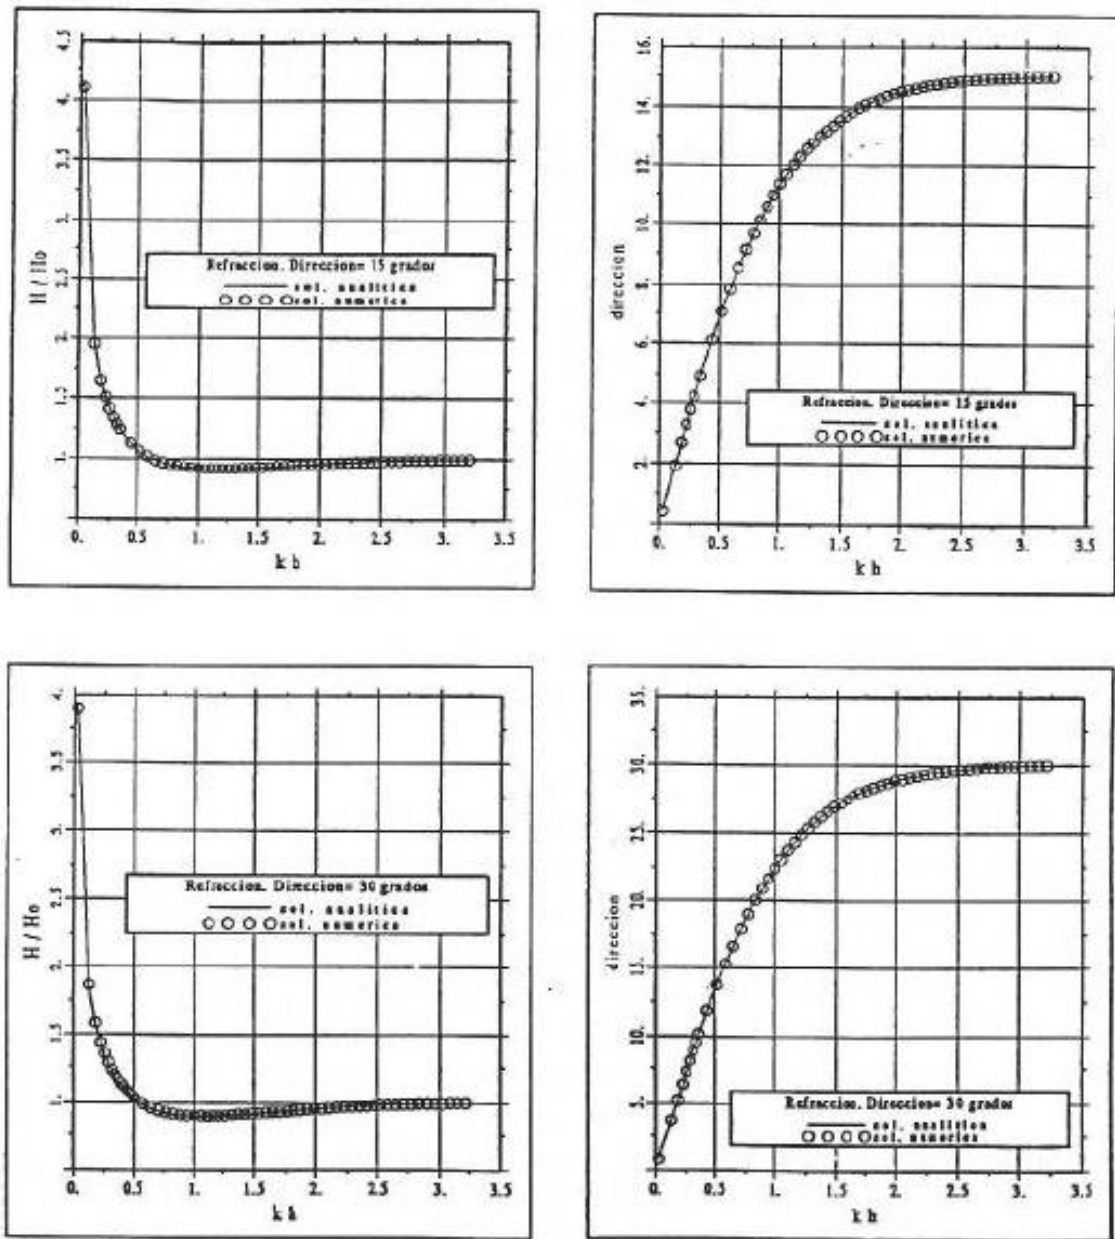 4.5
4.
3.5
3.
2.5
2.
1.5
1.
H / Ho
Refraccion. Direccion= 15 grados
sol. analitica
sol. numerica
0. 0.5 1. 1.5 2. 2.5 3. 3.5
k h
16.
14.
12.
10.
8.
6.
4.
2.
direccion
Refraccion. Direccion= 15 grados
sol. analitica
sol. numerica
0. 0.5 1. 1.5 2. 2.5 3. 3.5
k h
4.
3.5
3.
2.5
2.
1.5
1.
H / Ho
Refraccion. Direccion= 30 grados
sol. analitica
sol. numerica
0. 0.5 1. 1.5 2. 2.5 3. 3.5
k h
35.
30.
25.
20.
15.
10.
5.
direccion
Refraccion. Direccion= 30 grados
sol. analitica
sol. numerica
0. 0.5 1. 1.5 2. 2.5 3. 3.5
k h